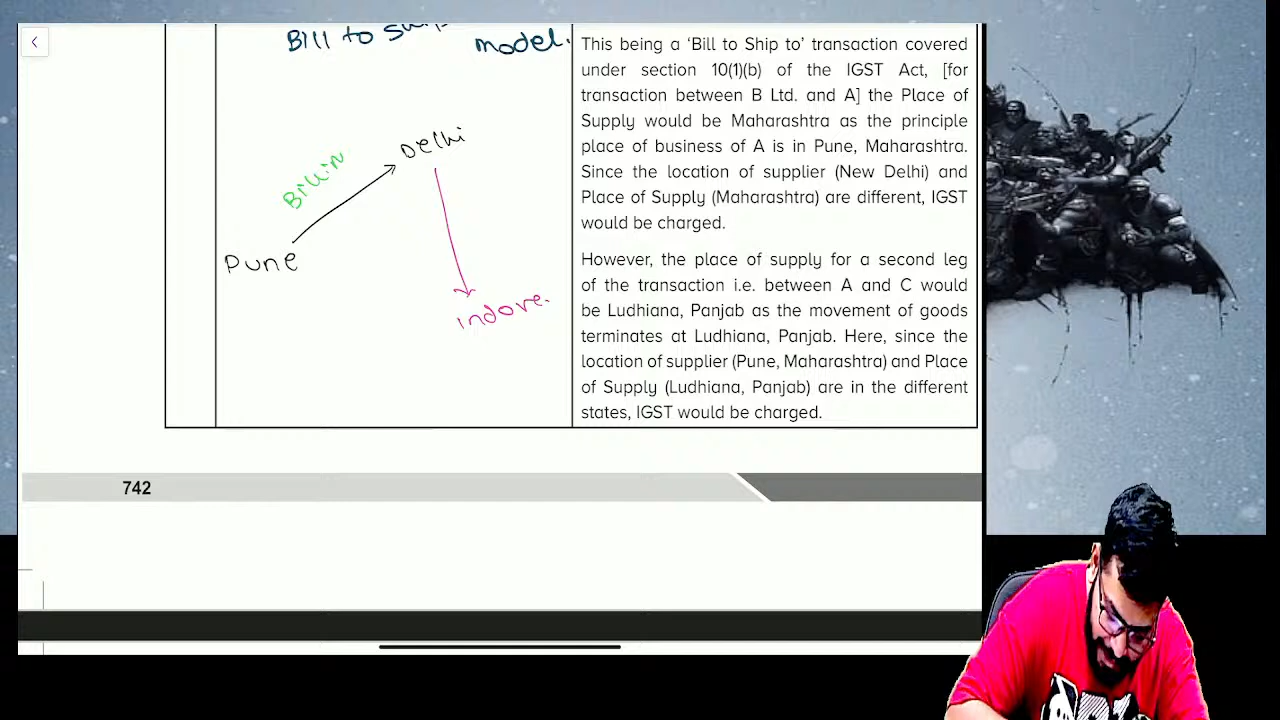 Bill to Ship
model.
Delhi
Billin
Pune
indore.
This being a ‘Bill to Ship to’ transaction covered
under section 10(1)(b) of the IGST Act, [for
transaction between B Ltd. and A] the Place of
Supply would be Maharashtra as the principle
place of business of A is in Pune, Maharashtra.
Since the location of supplier (New Delhi) and
Place of Supply (Maharashtra) are different, IGST
would be charged.
However, the place of supply for a second leg
of the transaction i.e. between A and C would
be Ludhiana, Panjab as the movement of goods
terminates at Ludhiana, Panjab. Here, since the
location of supplier (Pune, Maharashtra) and Place
of Supply (Ludhiana, Panjab) are in the different
states, IGST would be charged.
742